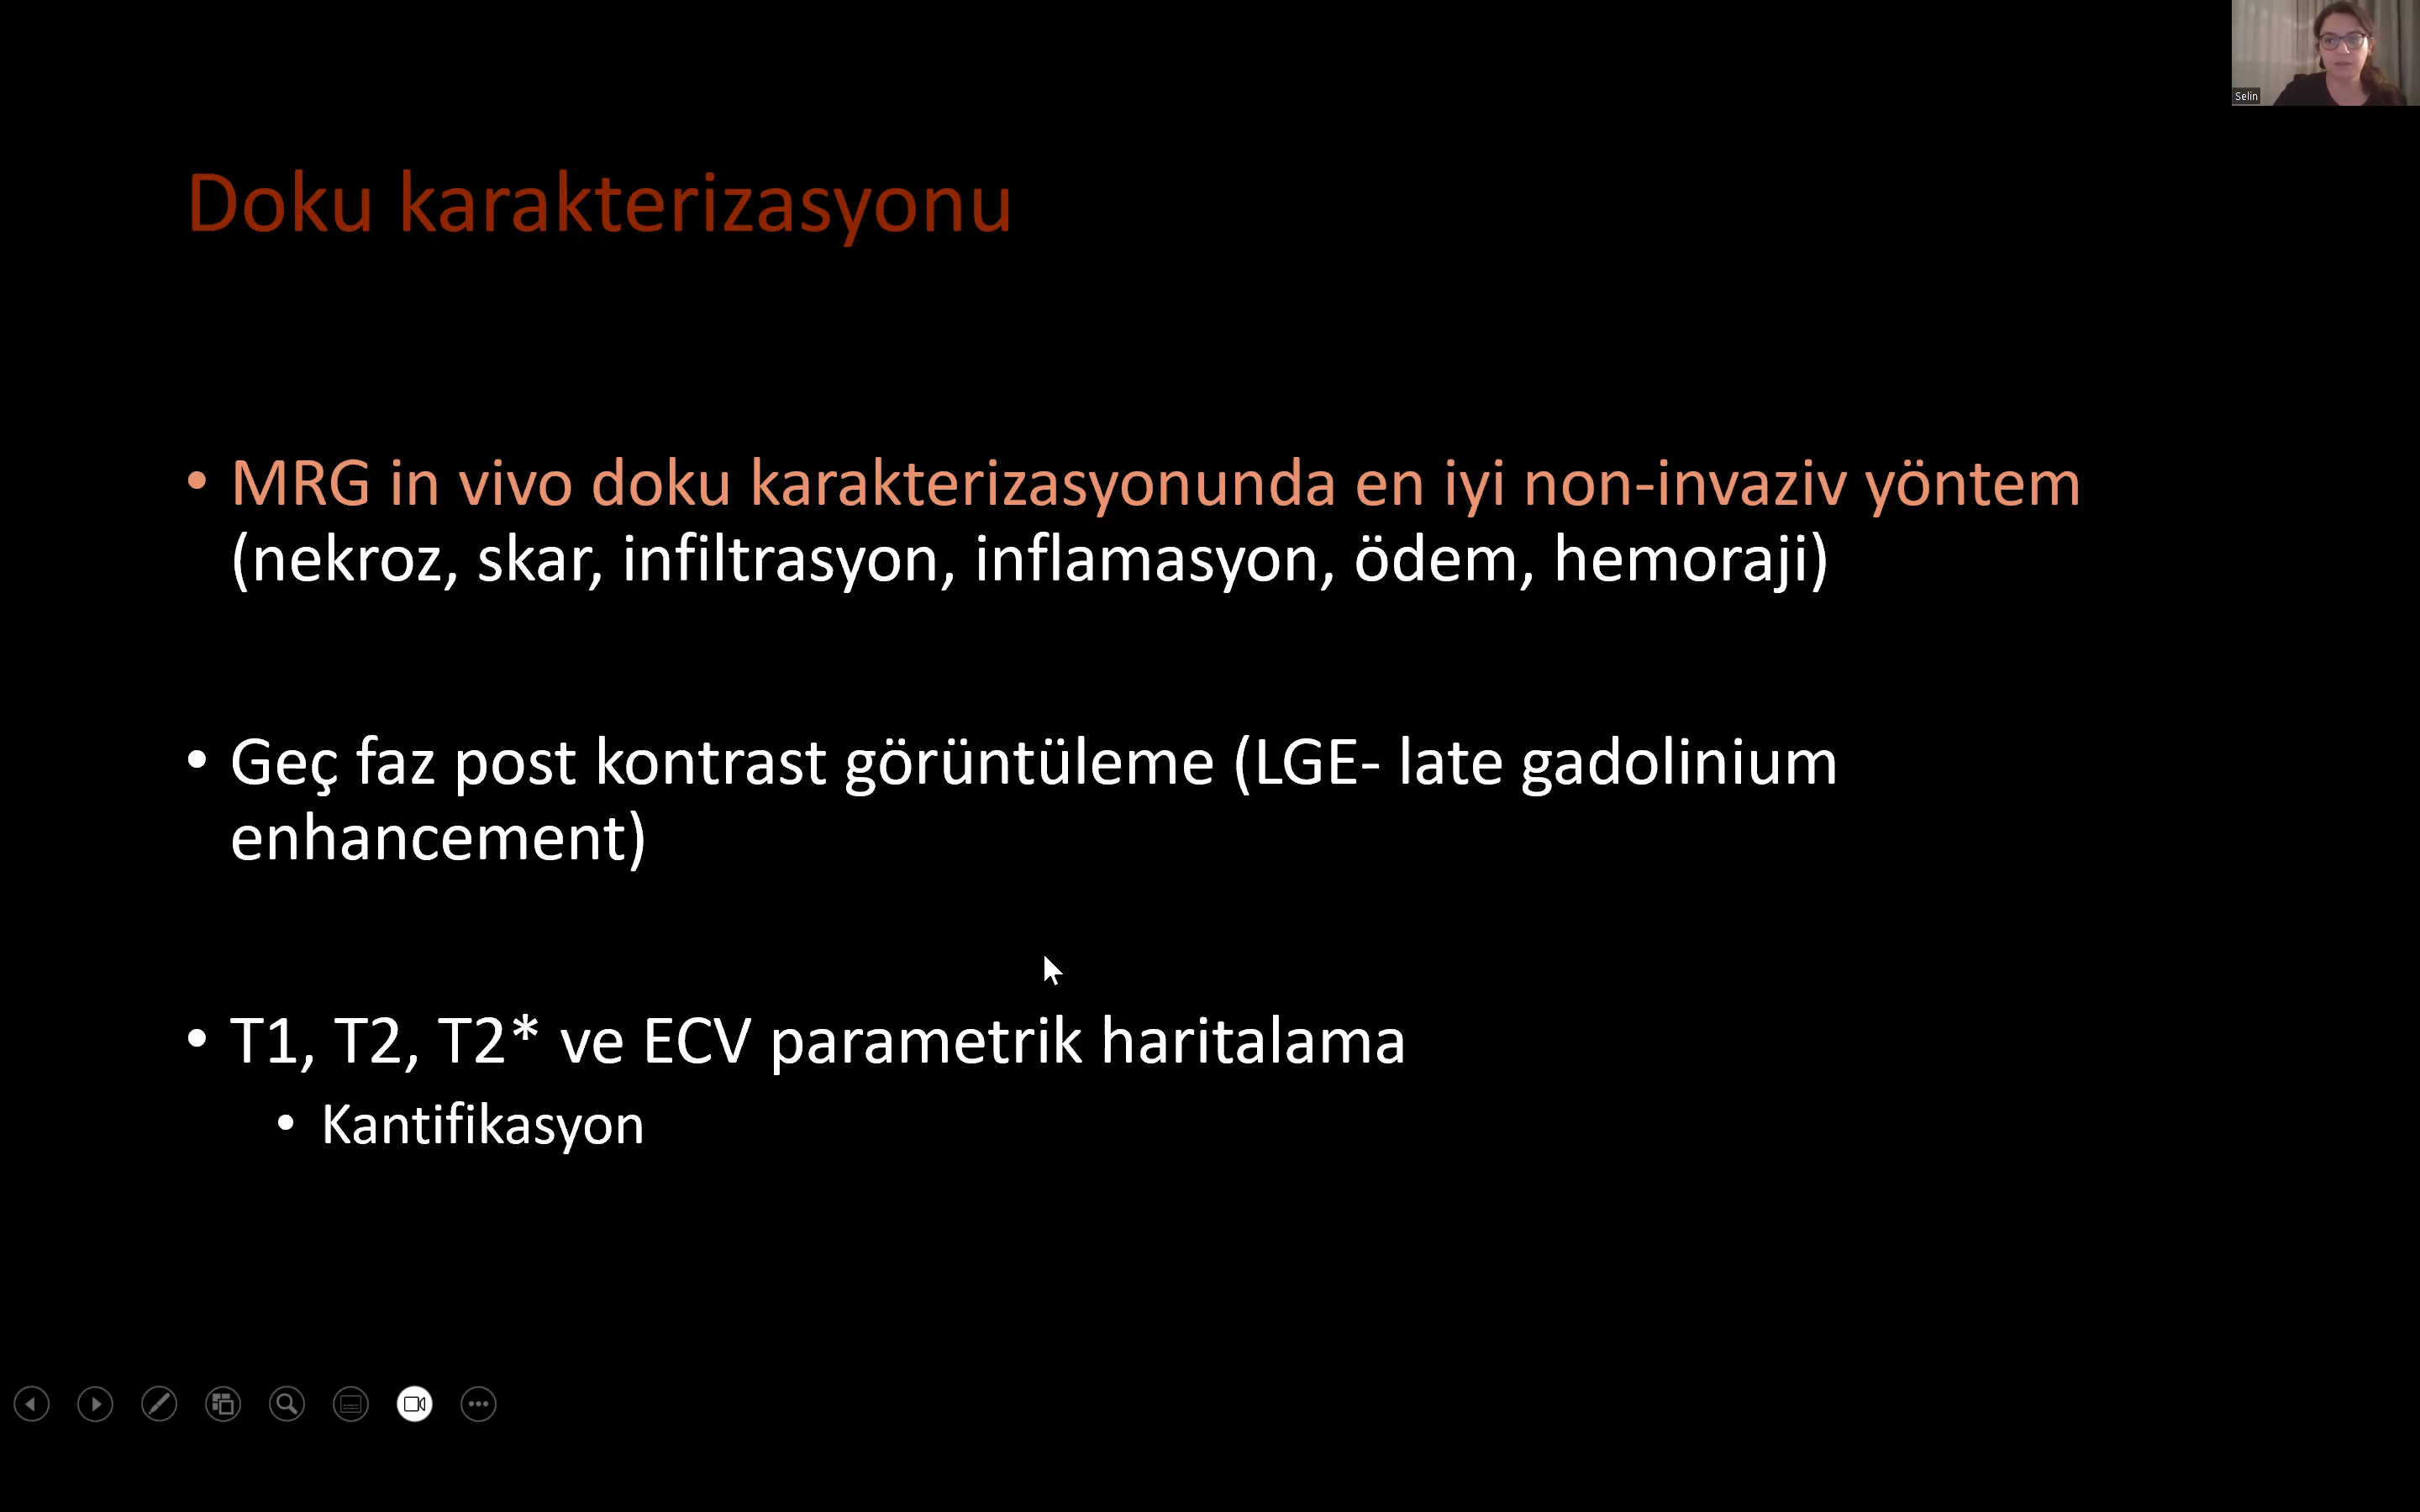 Selin
Doku karakterizasyonu
• MRG in vivo doku karakterizasyonunda en iyi non-invaziv yöntem
(nekroz, skar, infiltrasyon, inflamasyon, ödem, hemoraji)
• Geç faz post kontrast görüntüleme (LGE- late gadolinium
enhancement)
• T1, T2, T2* ve ECV parametrik haritalama
• Kantifikasyon